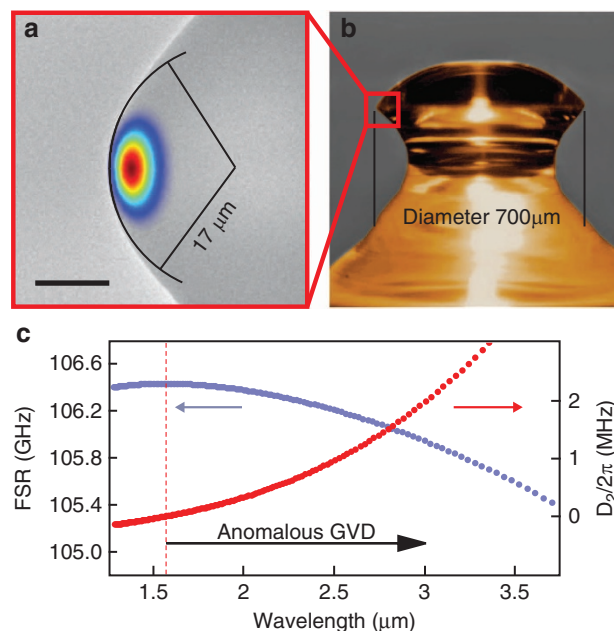 a
17 μm
b
Diameter 700μm
c
106.6
106.2
105.8
105.4
105.0
FSR (GHz)
2
1
0
D₂/2π (MHz)
Anomalous GVD
1.5
2
2.5
3
3.5
Wavelength (μm)